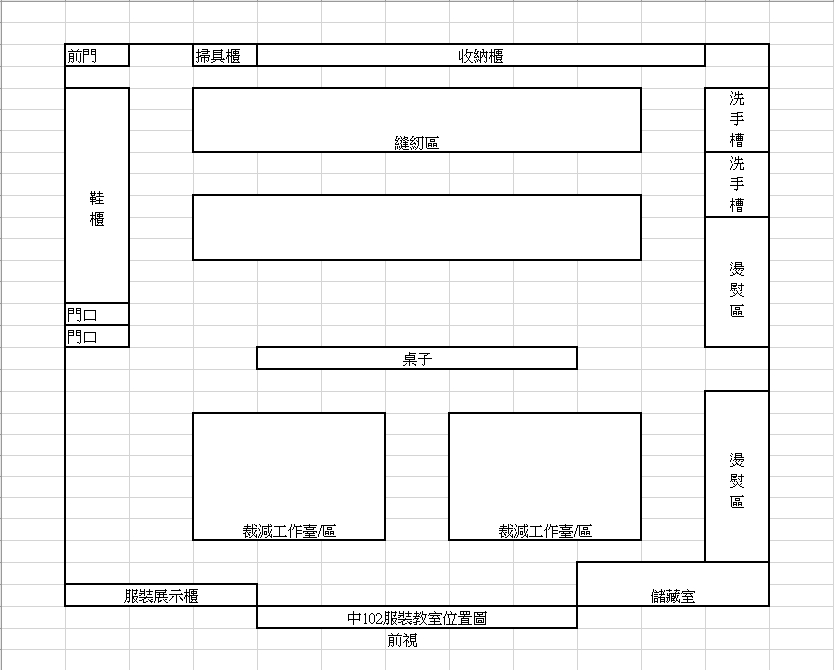 前門
掃具櫃
收納櫃
縫紉區
洗
手
槽
洗
手
槽
鞋
櫃
燙
熨
區
門口
門口
桌子
燙
熨
區
裁減工作臺/區
裁減工作臺/區
服裝展示櫃
儲藏室
中102服裝教室位置圖
前視